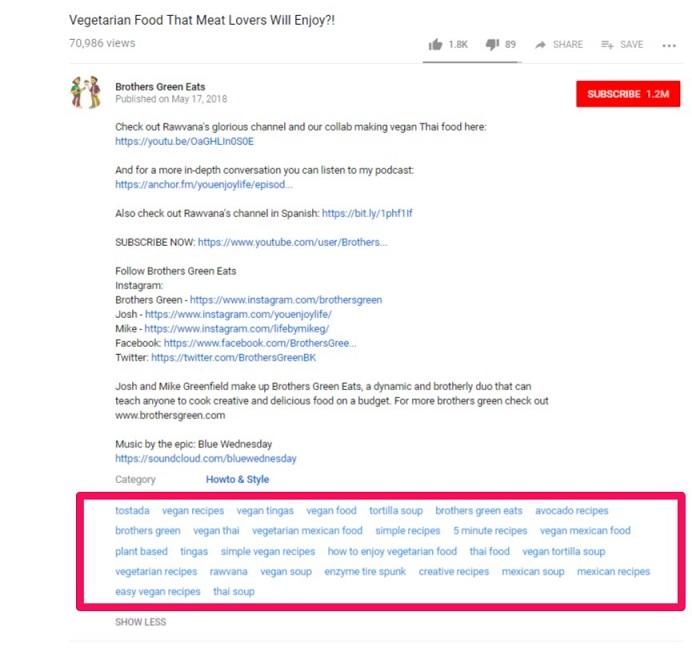 Vegetarian Food That Meat Lovers Will Enjoy?!
70,986 views
1.8K 89 SHARE SAVE ...
Brothers Green Eats
Published on May 17, 2018
SUBSCRIBE 1.2M
Check out Rawvana's glorious channel and our collab making vegan Thai food here:
https://youtu.be/OaGHLIn0S0E
And for a more in-depth conversation you can listen to my podcast:
https://anchor.fm/youenjoylife/episod...
Also check out Rawvana's channel in Spanish: https://bit.ly/1phf1If
SUBSCRIBE NOW: https://www.youtube.com/user/Brothers...
Follow Brothers Green Eats
Instagram:
Brothers Green - https://www.instagram.com/brothersgreen
Josh - https://www.instagram.com/youenjoylife/
Mike - https://www.instagram.com/lifebymikeg/
Facebook: https://www.facebook.com/BrothersGree...
Twitter: https://twitter.com/BrothersGreenBK
Josh and Mike Greenfield make up Brothers Green Eats, a dynamic and brotherly duo that can
teach anyone to cook creative and delicious food on a budget. For more brothers green check out
www.brothersgreen.com
Music by the epic: Blue Wednesday
https://soundcloud.com/bluewednesday
Category Howto & Style
tostada vegan recipes vegan tingas vegan food tortilla soup brothers green eats avocado recipes
brothers green vegan thai vegetarian mexican food simple recipes 5 minute recipes vegan mexican food
plant based tingas simple vegan recipes how to enjoy vegetarian food thai food vegan tortilla soup
vegetarian recipes rawvana vegan soup enzyme tire spunk creative recipes mexican soup mexican recipes
easy vegan recipes thai soup
SHOW LESS